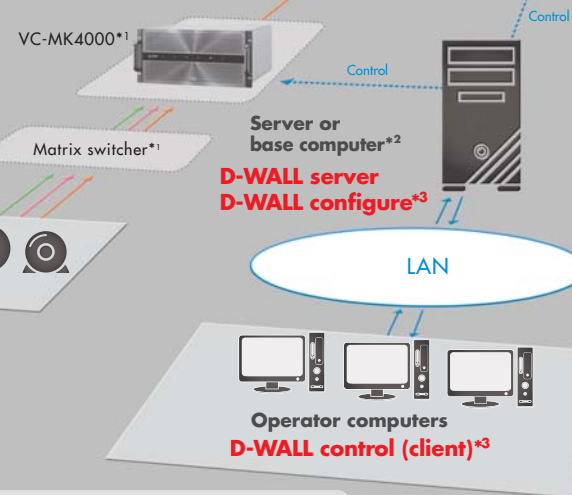 Control
VC-MK4000*1
Control
Matrix switcher*1
Server or
base computer*2
D-WALL server
D-WALL configure*3
LAN
Operator computers
D-WALL control (client)*3